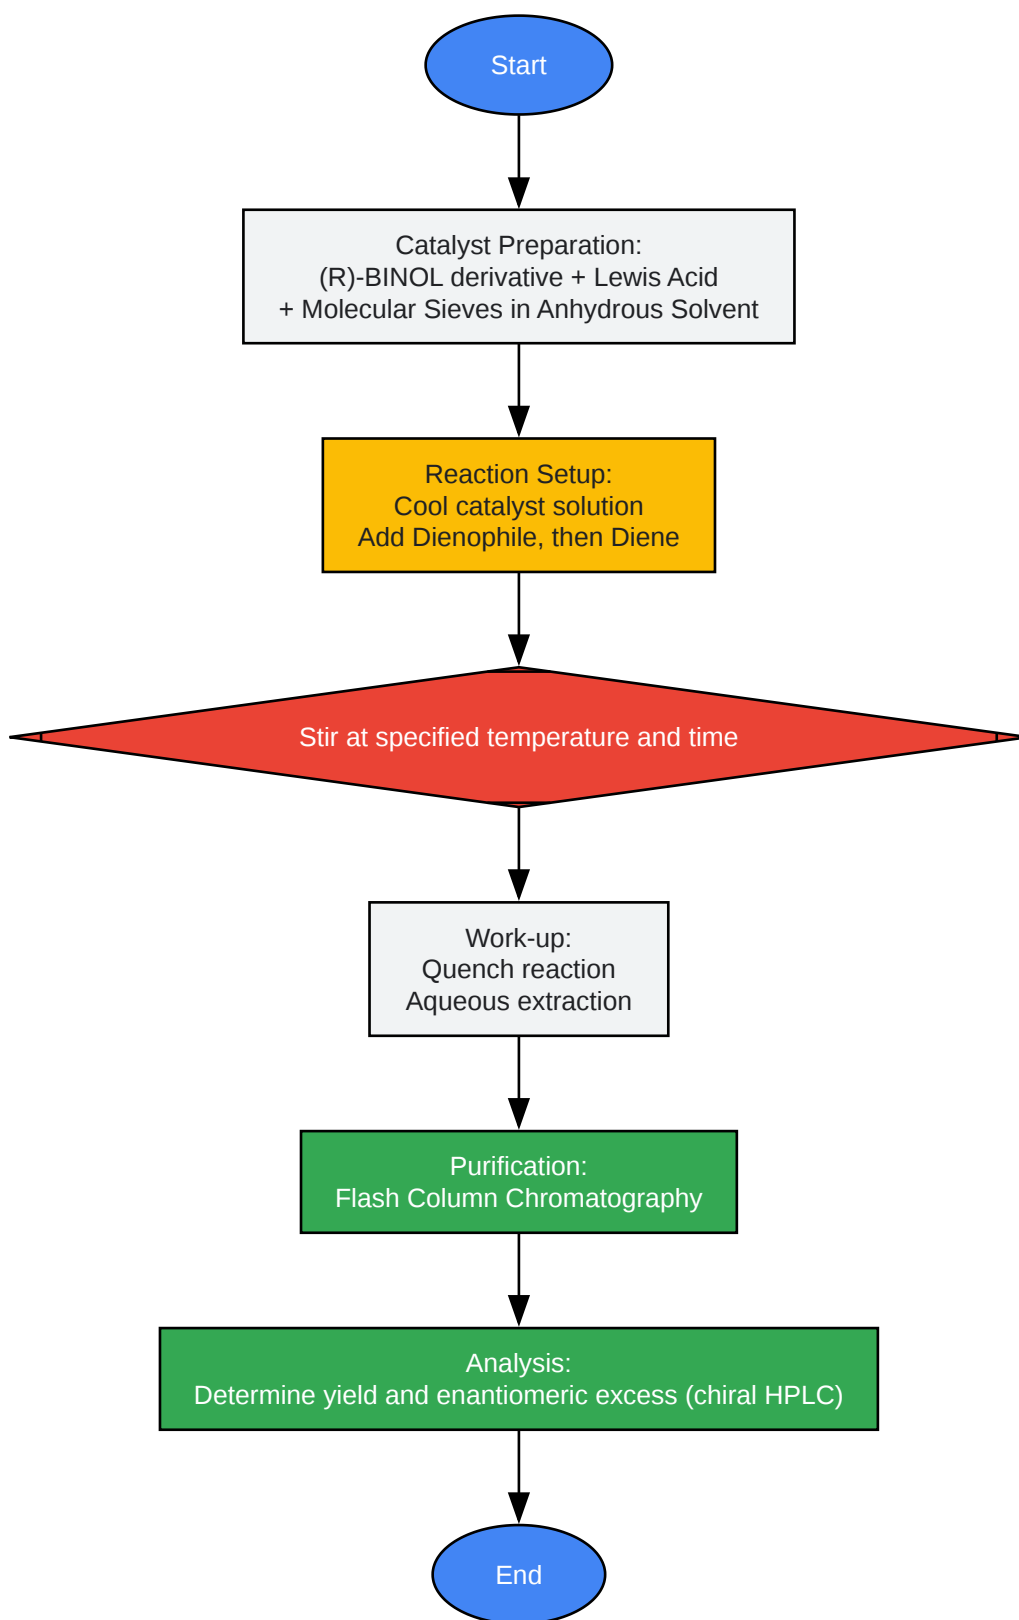 Start
Catalyst Preparation:
(R)-BINOL derivative + Lewis Acid
+ Molecular Sieves in Anhydrous Solvent
Reaction Setup:
Cool catalyst solution
Add Dienophile, then Diene
Stir at specified temperature and time
Work-up:
Quench reaction
Aqueous extraction
Purification:
Flash Column Chromatography
Analysis:
Determine yield and enantiomeric excess (chiral HPLC)
End